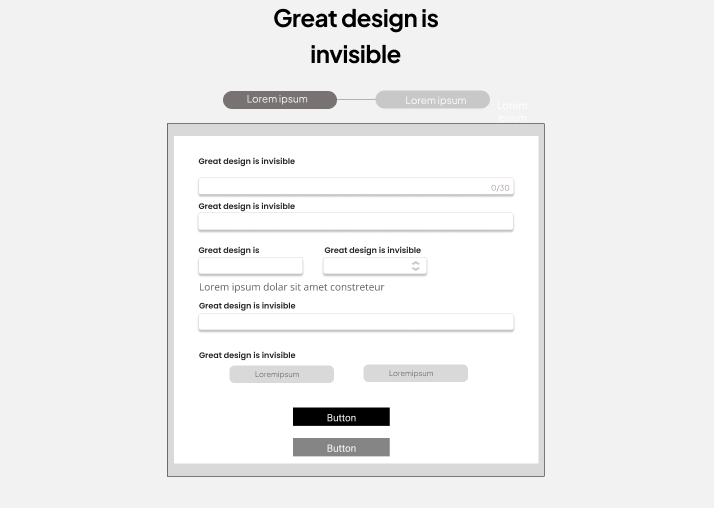 Great design is
invisible
Lorem ipsum
Lorem ipsum
Lorem
ipsum
Great design is invisible
0/30
Great design is invisible
Great design is
Great design is invisible
Lorem ipsum dolar sit amet constreteur
Great design is invisible
Great design is invisible
Loremipsum
Loremipsum
Button
Button